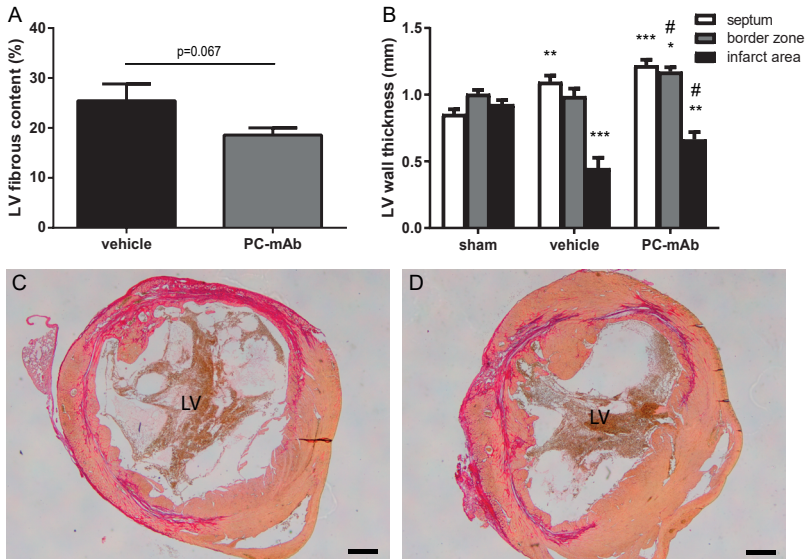 A
LV fibrous content (%)
40
30
20
10
0
p=0.067
vehicle
PC-mAb
B
LV wall thickness (mm)
1.5
1.0
0.5
0.0
**
***
***
#
*
#
**
sham
vehicle
PC-mAb
septum
border zone
infarct area
C
LV
D
LV